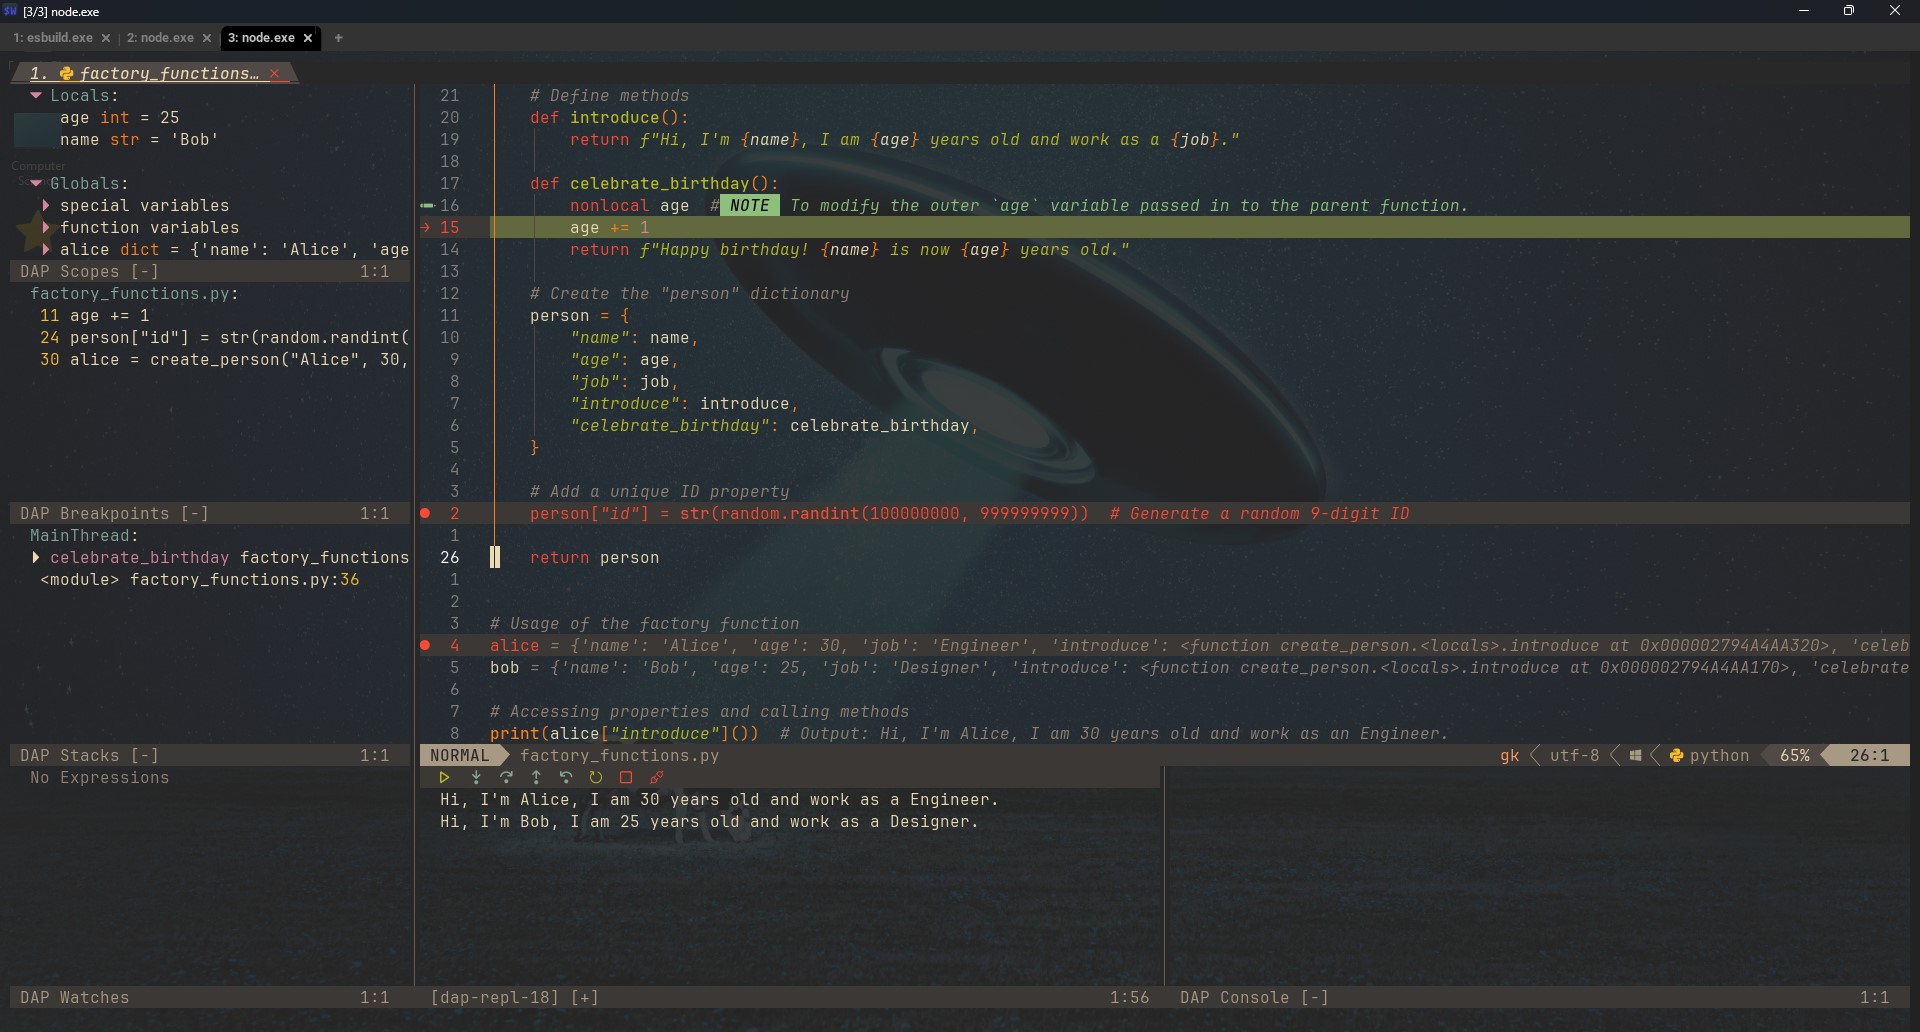 [3/3] node.exe
1: esbuild.exe × | 2: node.exe × 3: node.exe × +
1. factory_functions… ×
Locals:
age int = 25
name str = 'Bob'
Computer
Globals:
special variables
function variables
alice dict = {'name': 'Alice', 'age
DAP Scopes [-] 1:1
factory_functions.py:
11 age += 1
24 person["id"] = str(random.randint(
30 alice = create_person("Alice", 30,
DAP Breakpoints [-] 1:1
MainThread:
celebrate_birthday factory_functions
<module> factory_functions.py:36
DAP Stacks [-] 1:1
No Expressions
DAP Watches 1:1
21 # Define methods
20 def introduce():
19 return f"Hi, I'm {name}, I am {age} years old and work as a {job}."
18
17 def celebrate_birthday():
16 nonlocal age # NOTE To modify the outer `age` variable passed in to the parent function.
15 age += 1
14 return f"Happy birthday! {name} is now {age} years old."
13
12 # Create the "person" dictionary
11 person = {
10 "name": name,
9 "age": age,
8 "job": job,
7 "introduce": introduce,
6 "celebrate_birthday": celebrate_birthday,
5 }
4
3 # Add a unique ID property
2 person["id"] = str(random.randint(100000000, 999999999)) # Generate a random 9-digit ID
1
26 return person
1
2
3 # Usage of the factory function
4 alice = {'name': 'Alice', 'age': 30, 'job': 'Engineer', 'introduce': <function create_person.<locals>.introduce at 0x000002794A4AA320>, 'celeb
5 bob = {'name': 'Bob', 'age': 25, 'job': 'Designer', 'introduce': <function create_person.<locals>.introduce at 0x000002794A4AA170>, 'celebrate
6
7 # Accessing properties and calling methods
8 print(alice["introduce"]()) # Output: Hi, I'm Alice, I am 30 years old and work as an Engineer.
NORMAL factory_functions.py gk utf-8 python 65% 26:1
Hi, I'm Alice, I am 30 years old and work as a Engineer.
Hi, I'm Bob, I am 25 years old and work as a Designer.
[dap-repl-18] [+] 1:56
DAP Console [-] 1:1